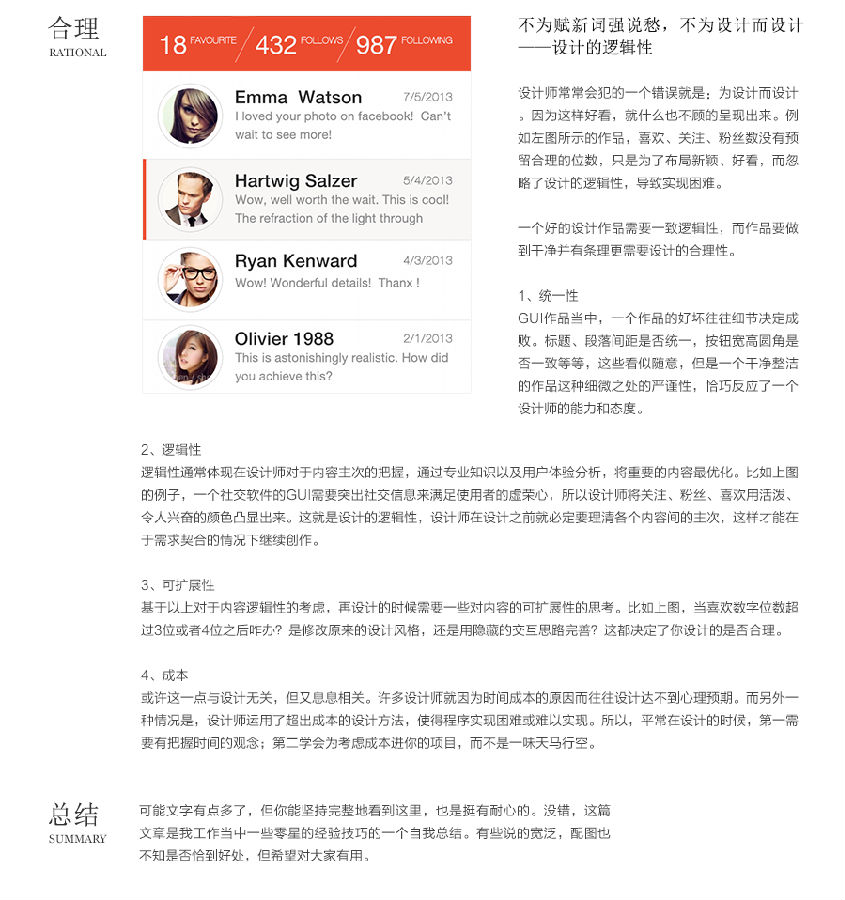 合理
RATIONAL
18 FAVOURITE 432 FOLLOWS 987 FOLLOWING
Emma Watson 7/5/2013
I loved your photo on facebook! Can't
wait to see more!
Hartwig Salzer 5/4/2013
Wow, well worth the wait. This is cool!
The refraction of the light through
Ryan Kenward 4/3/2013
Wow! Wonderful details! Thanx !
Olivier 1988 2/1/2013
This is astonishingly realistic. How did
you achieve this?
不为赋新词强说愁，不为设计而设计
——设计的逻辑性
设计师常常会犯的一个错误就是：为设计而设计
。因为这样好看，就什么也不顾的呈现出来。例
如左图所示的作品，喜欢、关注、粉丝数没有预
留合理的位数，只是为了布局新颖、好看，而忽
略了设计的逻辑性，导致实现困难。
一个好的设计作品需要一致逻辑性，而作品要做
到干净并有条理更需要设计的合理性。
1、统一性
GUI作品当中，一个作品的好坏往往细节决定成
败。标题、段落间距是否统一，按钮宽高圆角是
否一致等等，这些看似随意，但是一个干净整洁
的作品这种细微之处的严谨性，恰巧反应了一个
设计师的能力和态度。
2、逻辑性
逻辑性通常体现在设计师对于内容主次的把握，通过专业知识以及用户体验分析，将重要的内容最优化。比如上图
的例子，一个社交软件的GUI需要突出社交信息来满足使用者的虚荣心，所以设计师将关注、粉丝、喜欢用活泼、
令人兴奋的颜色凸显出来。这就是设计的逻辑性，设计师在设计之前就必定要理清各个内容间的主次，这样才能在
于需求契合的情况下继续创作。
3、可扩展性
基于以上对于内容逻辑性的考虑，再设计的时候需要一些对内容的可扩展性的思考。比如上图，当喜欢数字位数超
过3位或者4位之后咋办？是修改原来的设计风格，还是用隐藏的交互思路完善？这都决定了你设计的是否合理。
4、成本
或许这一点与设计无关，但又息息相关。许多设计师就因为时间成本的原因而往往设计达不到心理预期。而另外一
种情况是，设计师运用了超出成本的设计方法，使得程序实现困难或难以实现。所以，平常在设计的时候，第一需
要有把握时间的观念；第二学会为考虑成本进你的项目，而不是一味天马行空。
总结
SUMMARY
可能文字有点多了，但你能坚持完整地看到这里，也是挺有耐心的。没错，这篇
文章是我工作当中一些零星的经验技巧的一个自我总结。有些说的宽泛，配图也
不知是否恰到好处，但希望对大家有用。